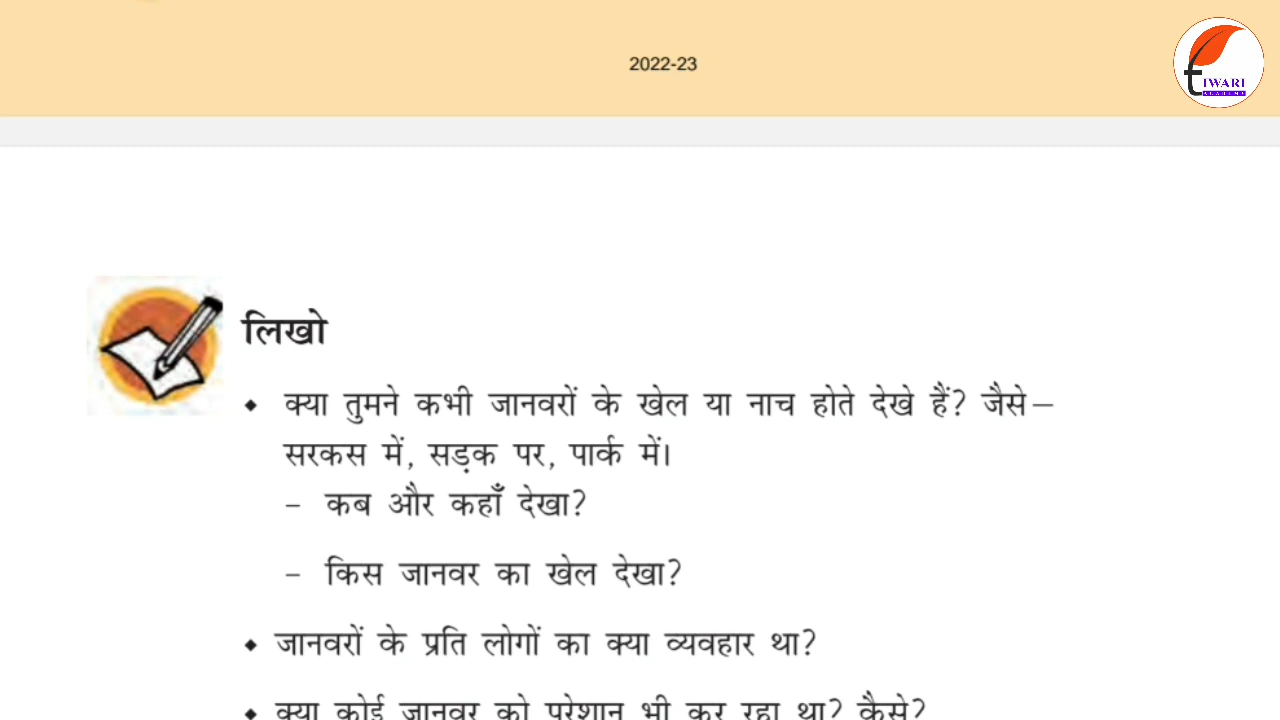 2022-23
IWARI
ACADEMY
लिखो
◆ क्या तुमने कभी जानवरों के खेल या नाच होते देखे हैं? जैसे–
सरकस में, सड़क पर, पार्क में।
– कब और कहाँ देखा?
– किस जानवर का खेल देखा?
◆ जानवरों के प्रति लोगों का क्या व्यवहार था?
◆ क्या कोई जानवर को परेशान भी कर रहा था? कैसे?